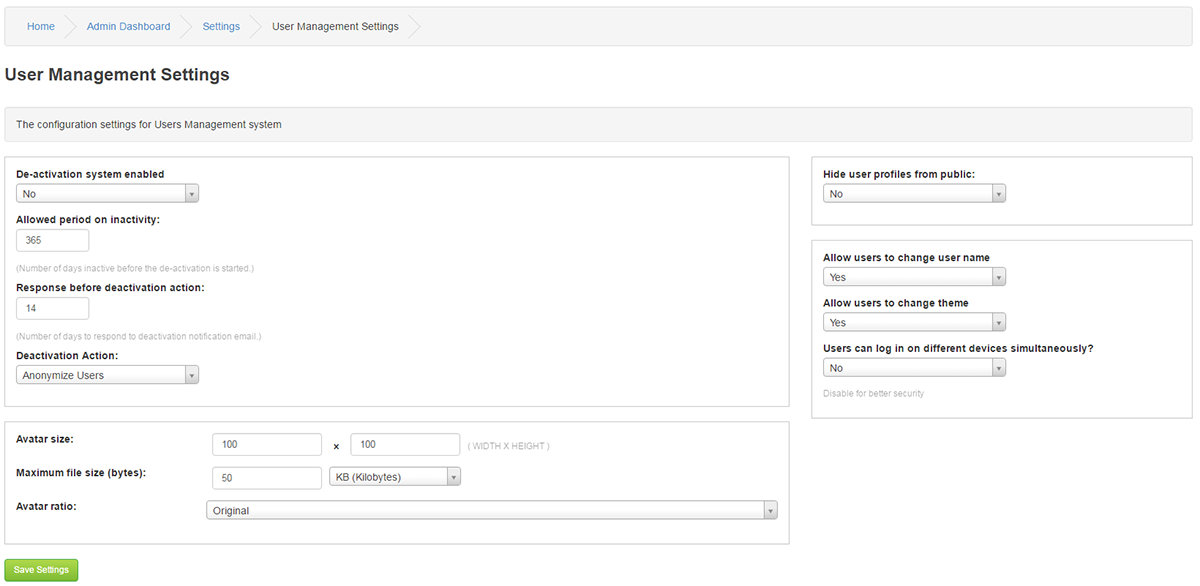 Home Admin Dashboard Settings User Management Settings
User Management Settings
The configuration settings for Users Management system
De-activation system enabled
No
Allowed period on inactivity:
365
(Number of days inactive before the de-activation is started.)
Response before deactivation action:
14
(Number of days to respond to deactivation notification email.)
Deactivation Action:
Anonymize Users
Avatar size:
100 x 100 ( WIDTH X HEIGHT )
Maximum file size (bytes):
50 KB (Kilobytes)
Avatar ratio:
Original
Save Settings
Hide user profiles from public:
No
Allow users to change user name
Yes
Allow users to change theme
Yes
Users can log in on different devices simultaneously?
No
Disable for better security